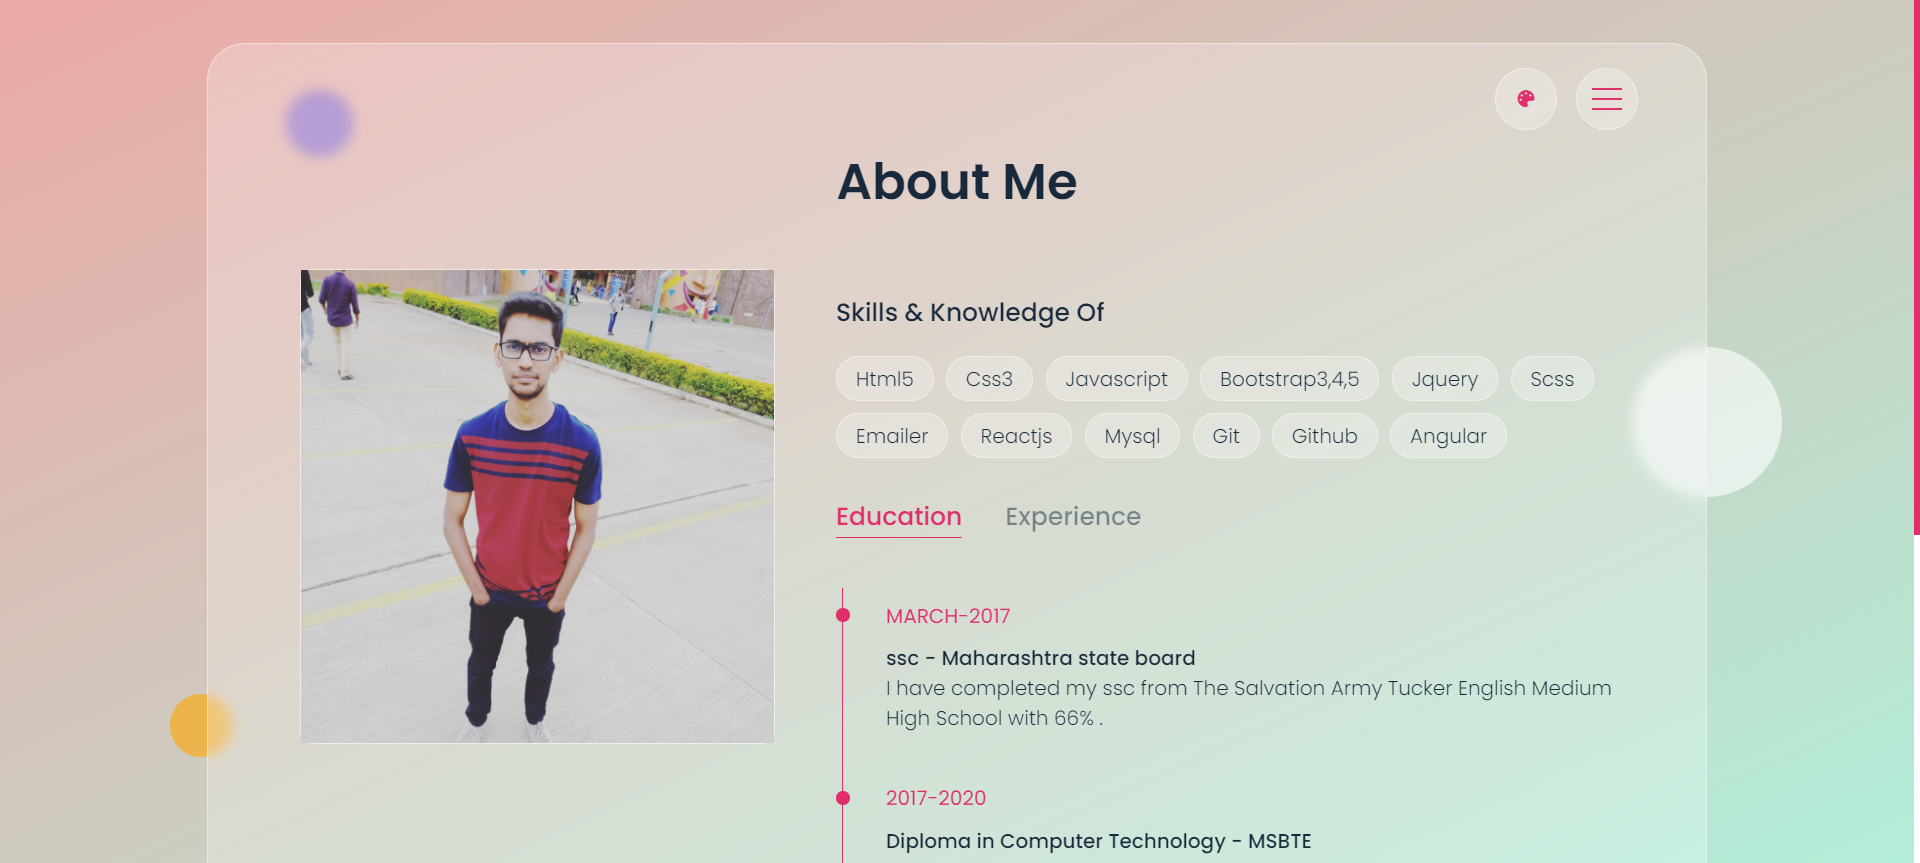 About Me
Skills & Knowledge Of
Html5 Css3 Javascript Bootstrap3,4,5 Jquery Scss
Emailer Reactjs Mysql Git Github Angular
Education Experience
MARCH-2017
ssc - Maharashtra state board
I have completed my ssc from The Salvation Army Tucker English Medium
High School with 66% .
2017-2020
Diploma in Computer Technology - MSBTE